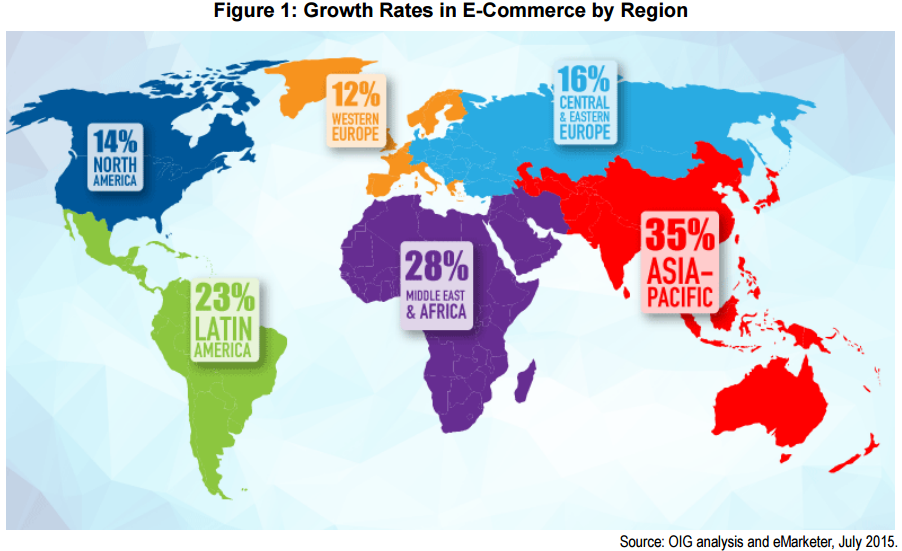 Figure 1: Growth Rates in E-Commerce by Region
12%
WESTERN
EUROPE
16%
CENTRAL
& EASTERN
EUROPE
14%
NORTH
AMERICA
35%
ASIA–
PACIFIC
28%
MIDDLE EAST
& AFRICA
23%
LATIN
AMERICA
Source: OIG analysis and eMarketer, July 2015.